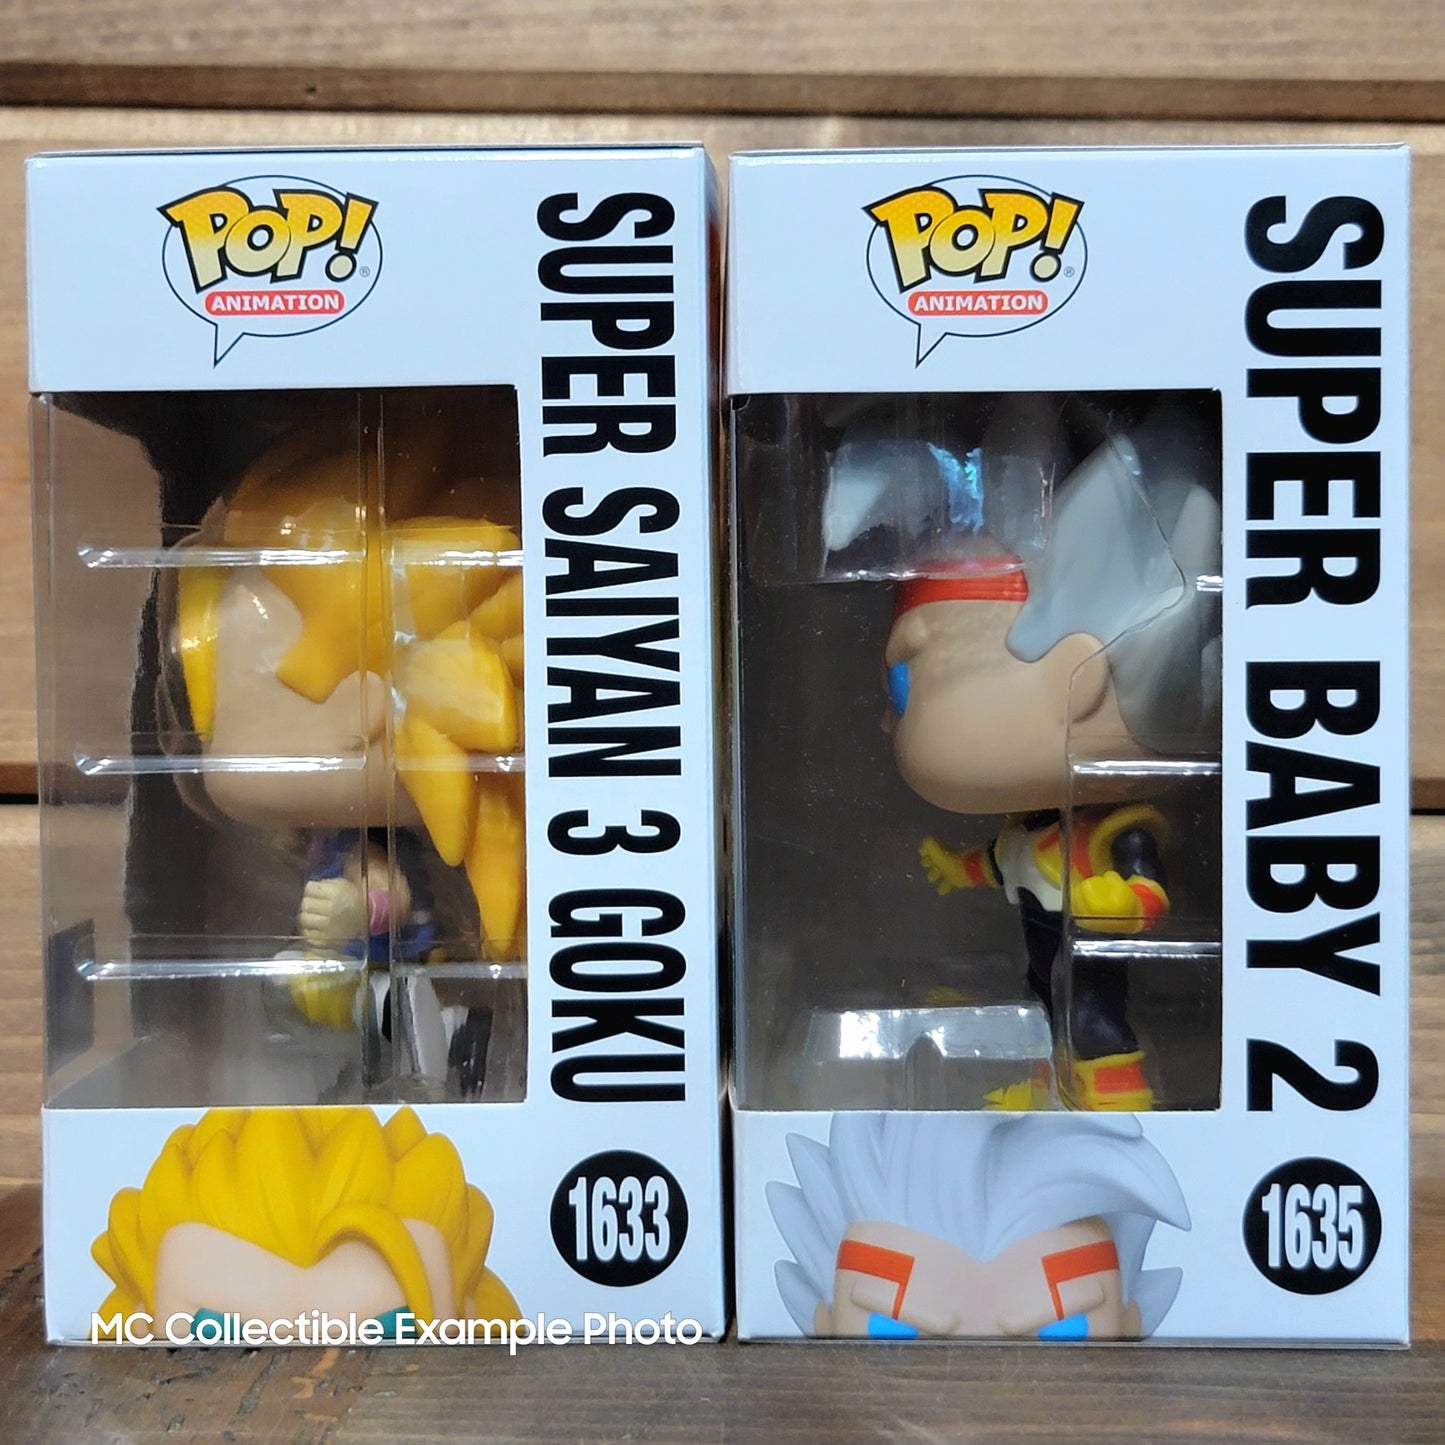 POP!®
ANIMATION
SUPER SAIYAN 3 GOKU
1633
POP!®
ANIMATION
SUPER BABY 2
1635
MC Collectible Example Photo